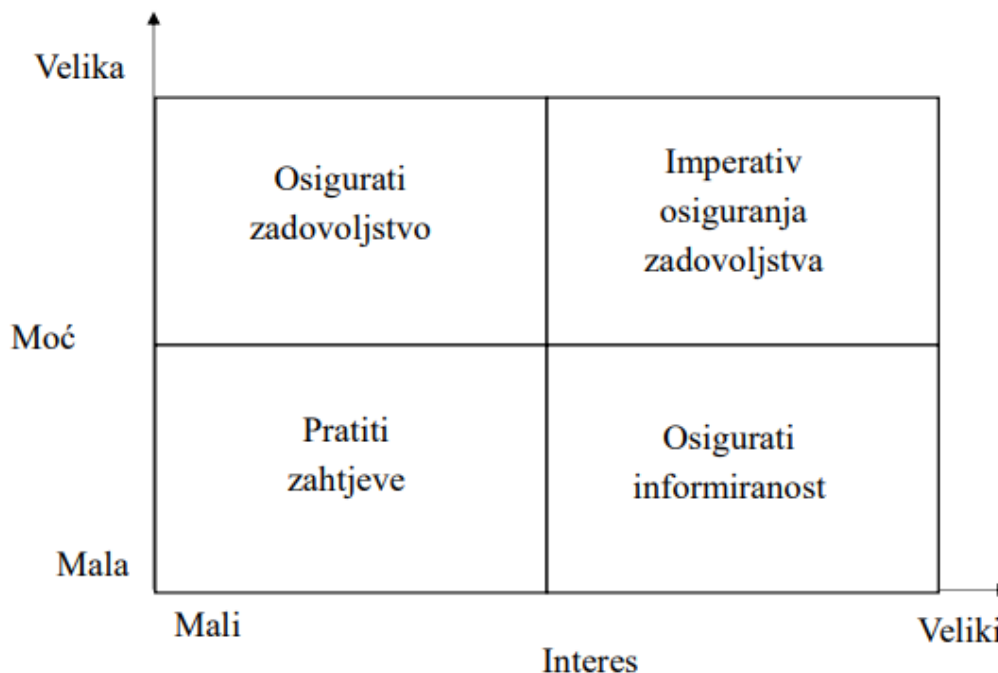 Velika
Osigurati
zadovoljstvo
Imperativ
osiguranja
zadovoljstva
Moć
Pratiti
zahtjeve
Osigurati
informiranost
Mala
Mali
Veliki
Interes